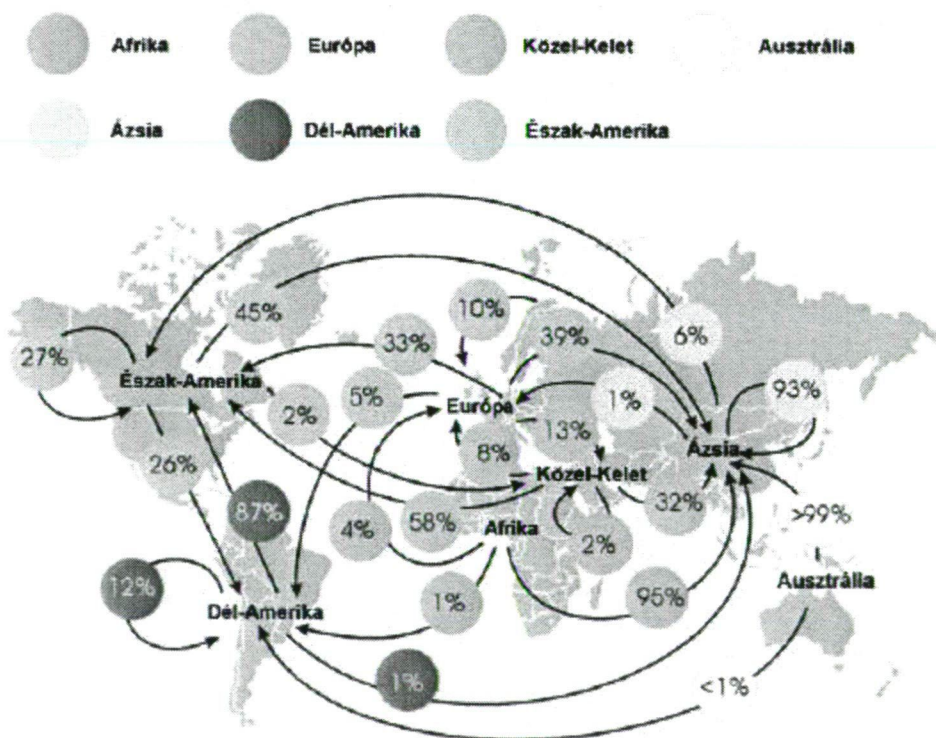 Afrika Európa Közel-Kelet Ausztrália
Ázsia Dél-Amerika Észak-Amerika
6%
10%
45%
39%
33%
27%
Észak-Amerika
5%
Európa
1%
93%
2%
13%
Ázsia
8%
26%
Közel-Kelet
32%
>99%
87%
4%
58%
Afrika
2%
Ausztrália
12%
Dél-Amerika
1%
95%
1%
<1%